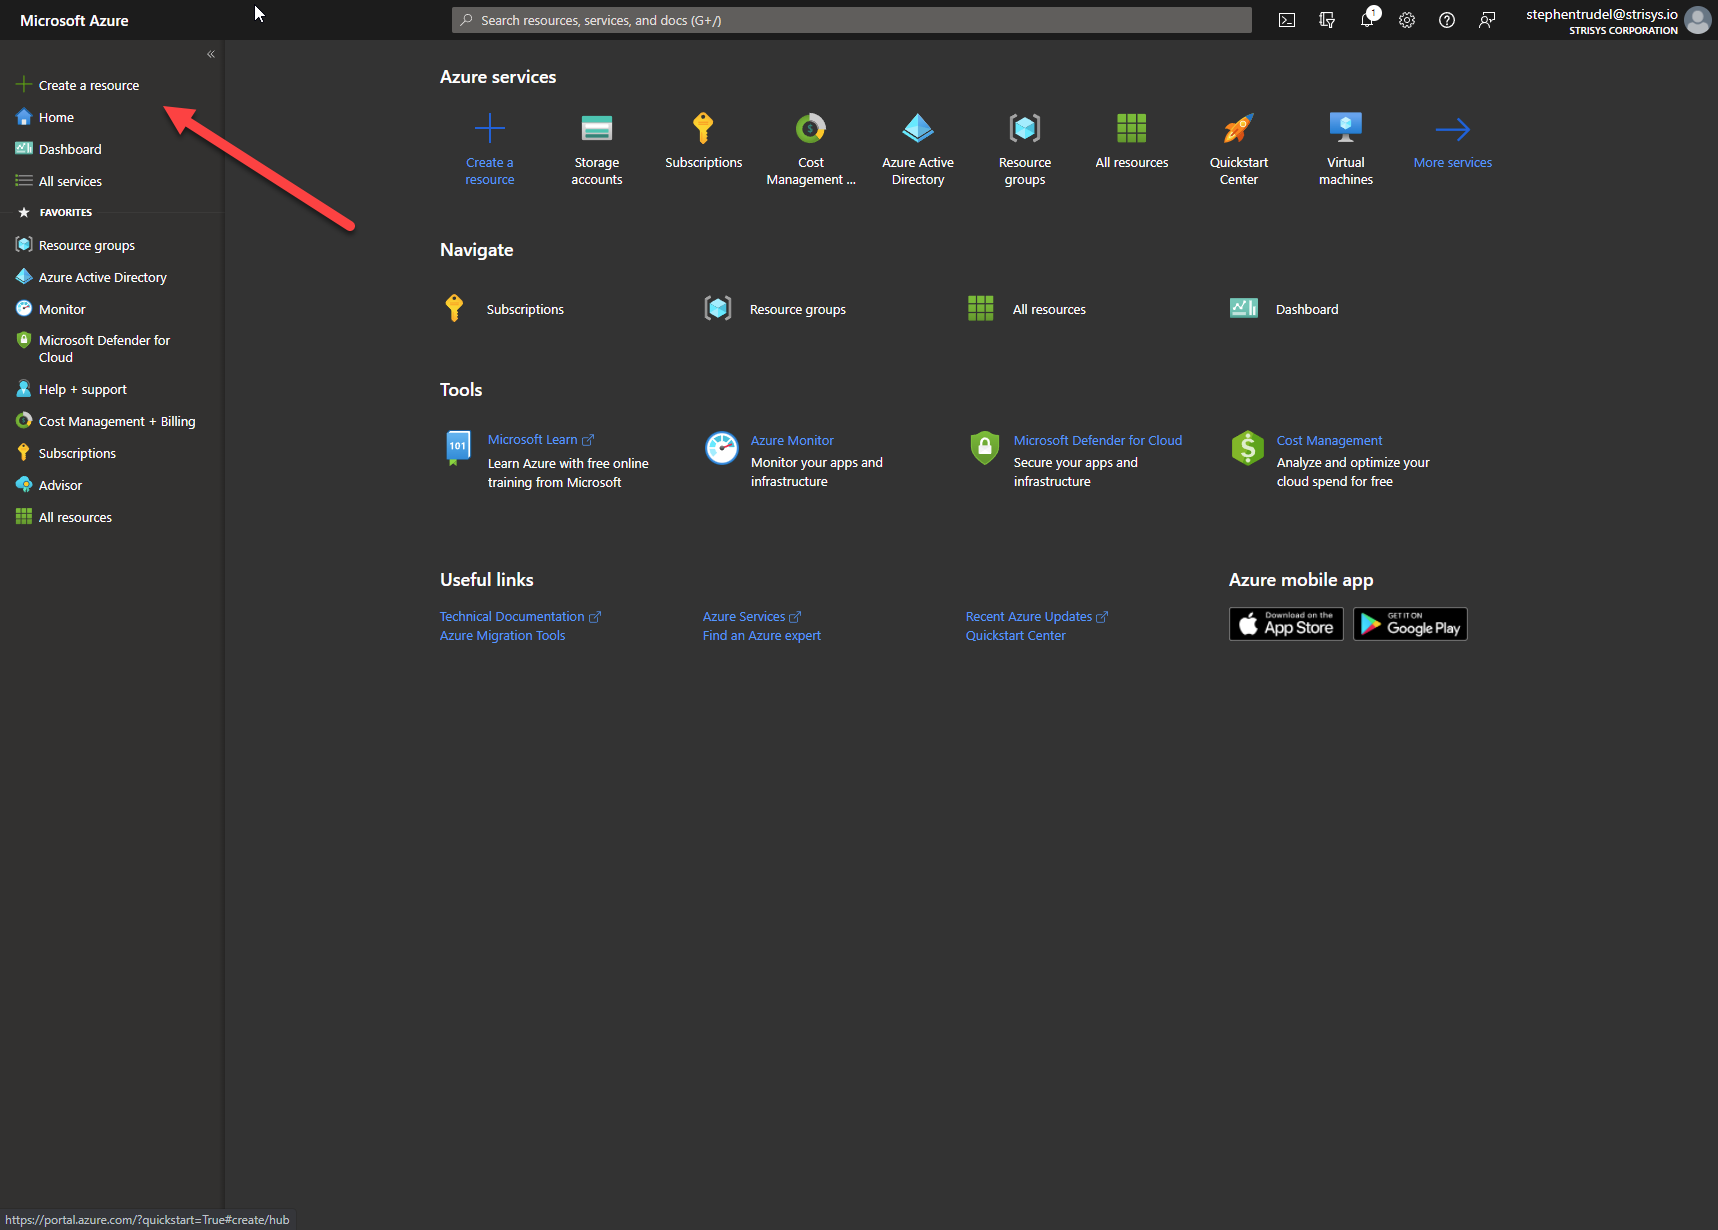 Microsoft Azure
Search resources, services, and docs (G+/)
1
stephentrudel@strisys.io
STRISYS CORPORATION
«
Create a resource
Home
Dashboard
All services
FAVORITES
Resource groups
Azure Active Directory
Monitor
Microsoft Defender for
Cloud
Help + support
Cost Management + Billing
Subscriptions
Advisor
All resources
Azure services
Create a
resource
Storage
accounts
Subscriptions
Cost
Management ...
Azure Active
Directory
Resource
groups
All resources
Quickstart
Center
Virtual
machines
More services
Navigate
Subscriptions
Resource groups
All resources
Dashboard
Tools
101
Microsoft Learn
Learn Azure with free online
training from Microsoft
Azure Monitor
Monitor your apps and
infrastructure
Microsoft Defender for Cloud
Secure your apps and
infrastructure
Cost Management
Analyze and optimize your
cloud spend for free
Useful links
Technical Documentation
Azure Migration Tools
Azure Services
Find an Azure expert
Recent Azure Updates
Quickstart Center
Azure mobile app
Download on the
App Store
GET IT ON
Google Play
https://portal.azure.com/?quickstart=True#create/hub